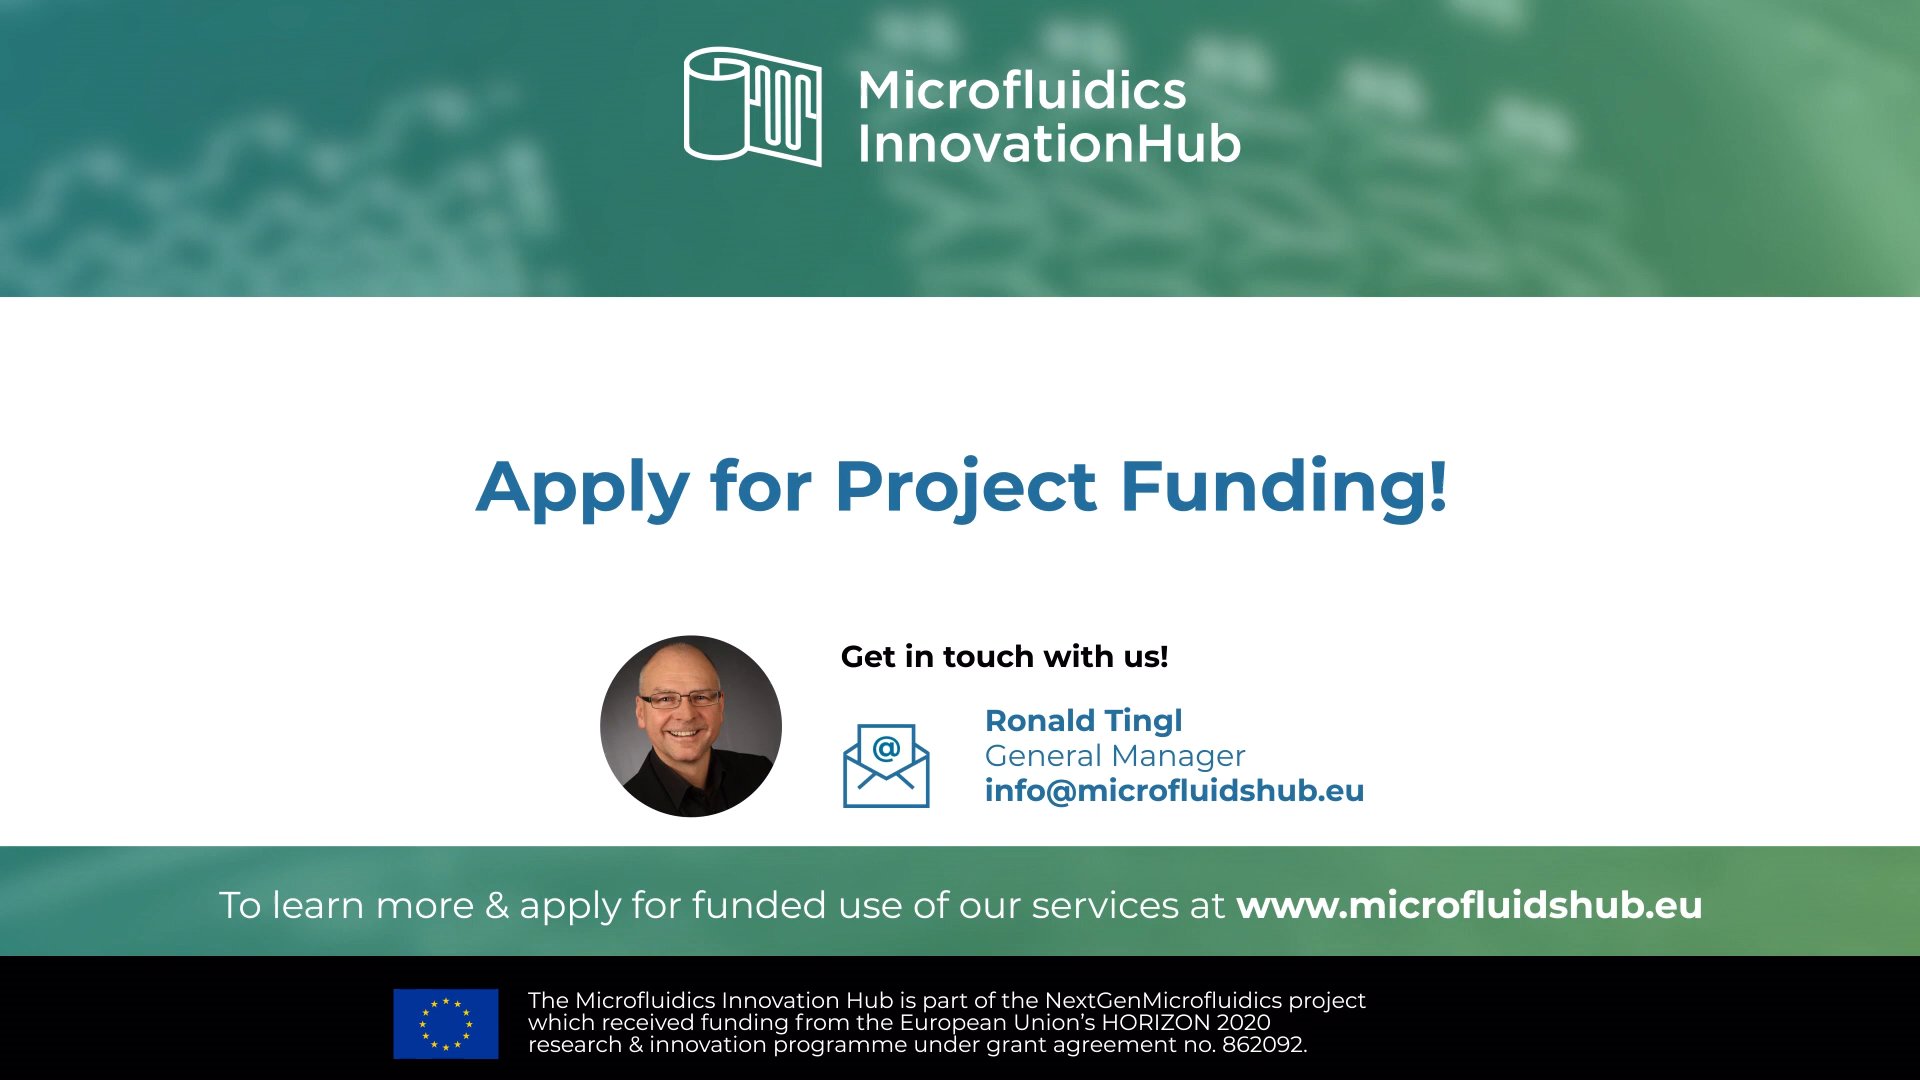 Microfluidics
InnovationHub
Apply for Project Funding!
Get in touch with us!
@
Ronald Tingl
General Manager
info@microfluidshub.eu
To learn more & apply for funded use of our services at www.microfluidshub.eu
The Microfluidics Innovation Hub is part of the NextGenMicrofluidics project
which received funding from the European Union’s HORIZON 2020
research & innovation programme under grant agreement no. 862092.